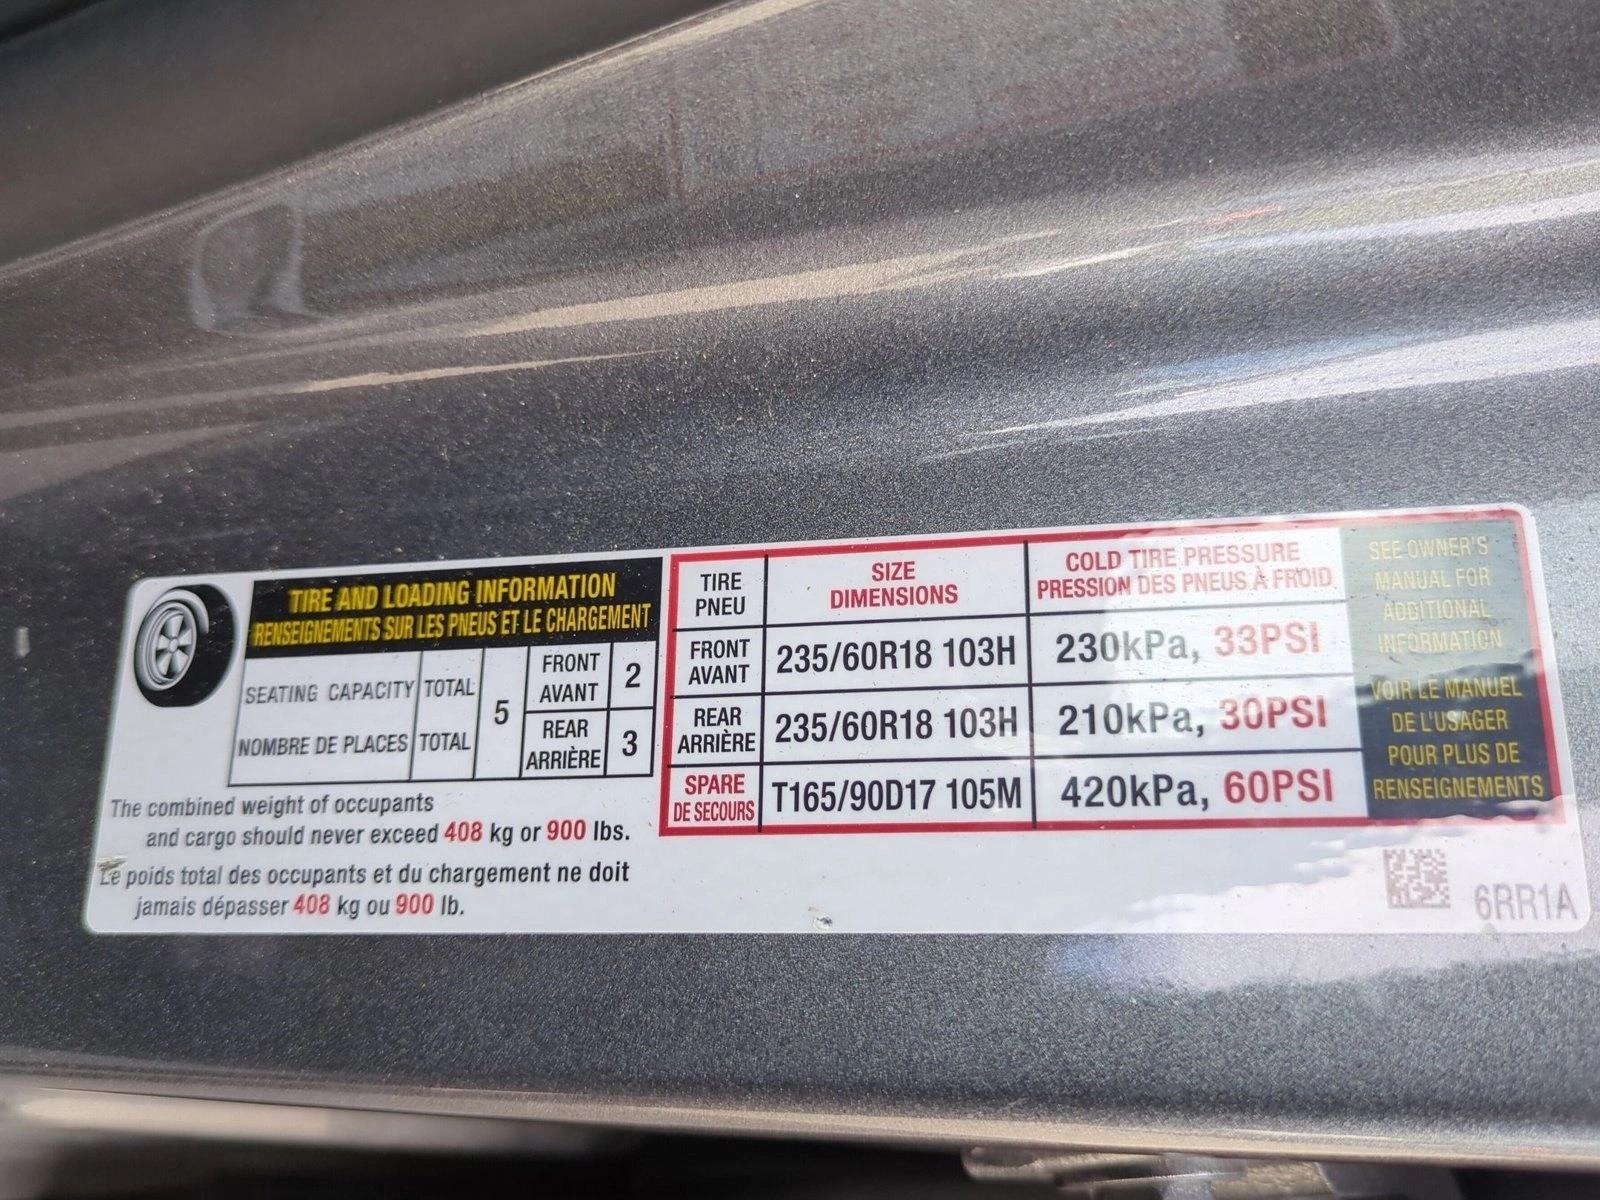 TIRE AND LOADING INFORMATION
RENSEIGNEMENTS SUR LES PNEUS ET LE CHARGEMENT
SEATING CAPACITY TOTAL
NOMBRE DE PLACES TOTAL
5
FRONT
AVANT
2
REAR
ARRIÈRE
3
The combined weight of occupants
and cargo should never exceed 408 kg or 900 lbs.
Le poids total des occupants et du chargement ne doit
jamais dépasser 408 kg ou 900 lb.
TIRE
PNEU
SIZE
DIMENSIONS
COLD TIRE PRESSURE
PRESSION DES PNEUS À FROID
FRONT
AVANT
235/60R18 103H
230kPa, 33PSI
REAR
ARRIÈRE
235/60R18 103H
210kPa, 30PSI
SPARE
DE SECOURS
T165/90D17 105M
420kPa, 60PSI
SEE OWNER'S
MANUAL FOR
ADDITIONAL
INFORMATION
VOIR LE MANUEL
DE L'USAGER
POUR PLUS DE
RENSEIGNEMENTS
6RR1A